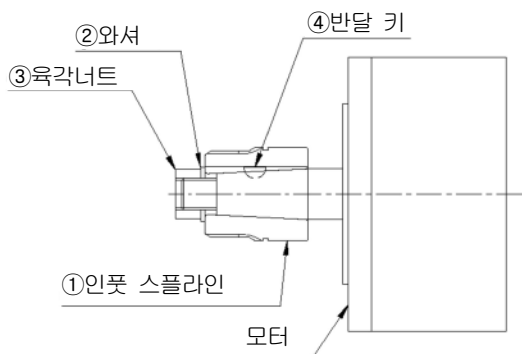 ②와셔
④반달 키
③육각너트
①인풋 스플라인
모터